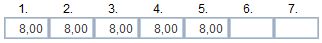 1. 2. 3. 4. 5. 6. 7.
8,00 8,00 8,00 8,00 8,00